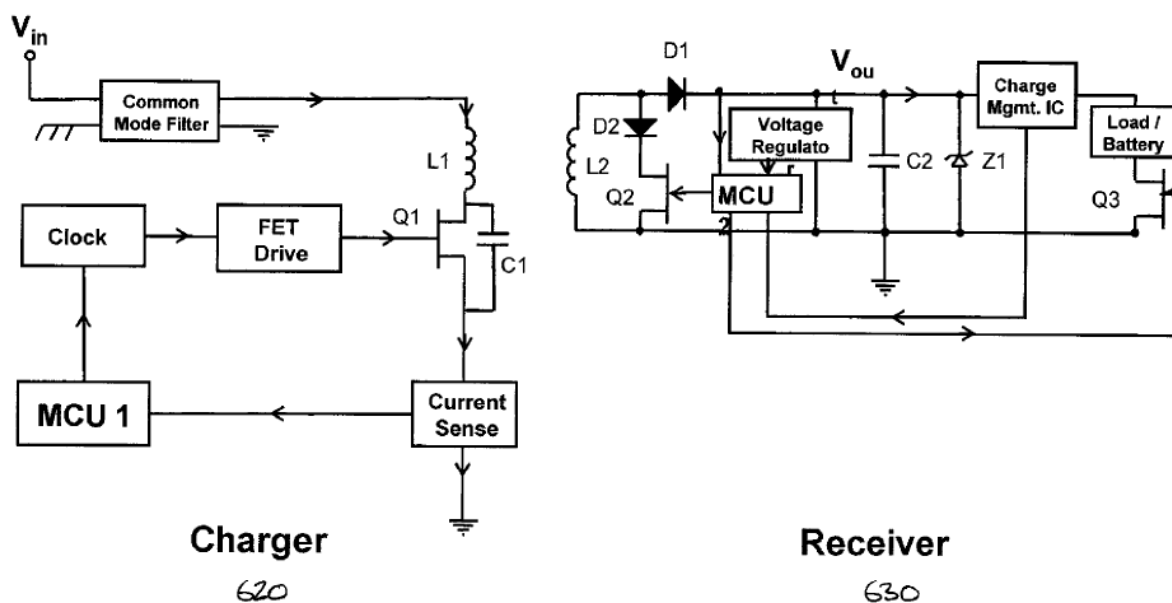 Vin
Common
Mode Filter
L1
Q1
C1
Clock
FET
Drive
MCU 1
Current
Sense
Charger
620
D1
Vou
t
D2
L2
Voltage
Regulato
r
Q2
MCU
2
C2
Z1
Charge
Mgmt. IC
Load /
Battery
Q3
Receiver
630